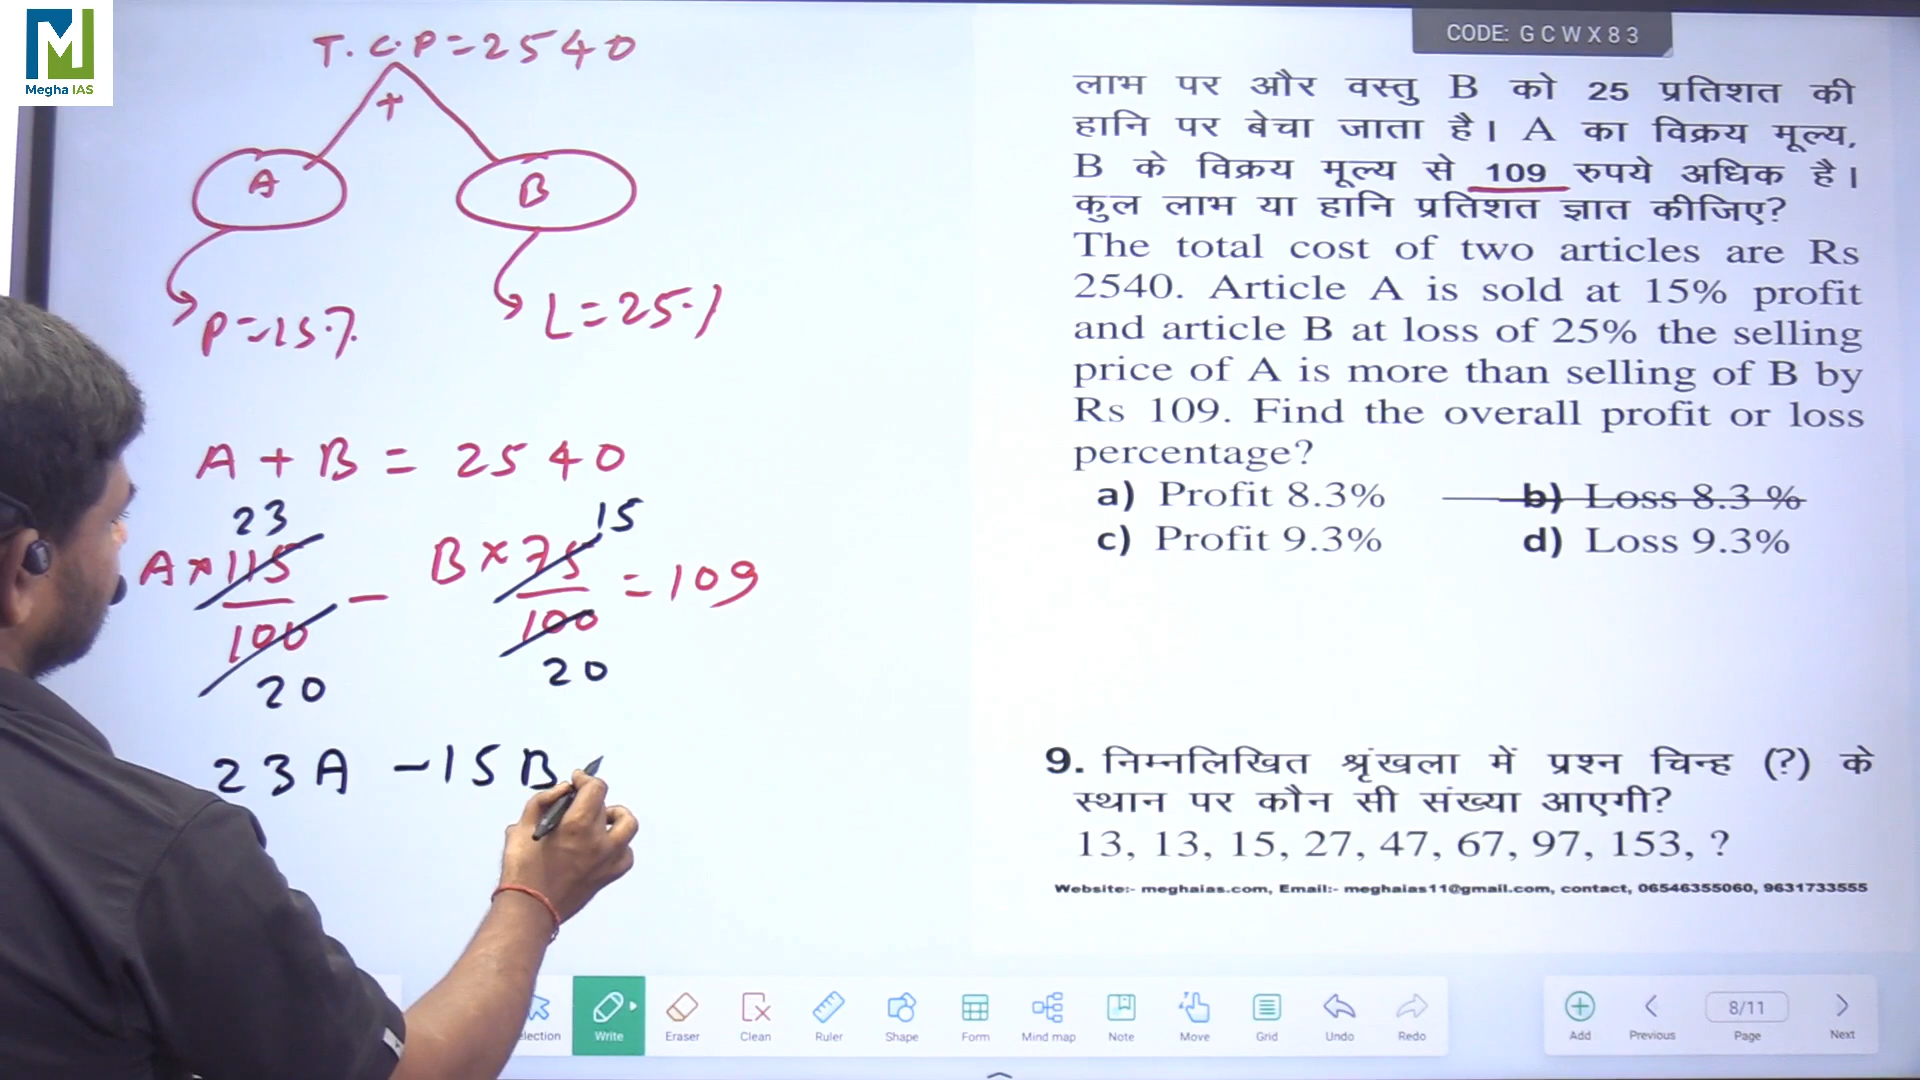 Megha IAS
T.C.P=2540
+
A
B
P=15%
L=25%
A + B = 2540
23
15
A×115/100 - B×75/100 = 109
20
20
23A -15B
CODE: GCWX83
लाभ पर और वस्तु B को 25 प्रतिशत की
हानि पर बेचा जाता है। A का विक्रय मूल्य,
B के विक्रय मूल्य से 109 रुपये अधिक है।
कुल लाभ या हानि प्रतिशत ज्ञात कीजिए?
The total cost of two articles are Rs
2540. Article A is sold at 15% profit
and article B at loss of 25% the selling
price of A is more than selling of B by
Rs 109. Find the overall profit or loss
percentage?
a) Profit 8.3% b) Loss 8.3 %
c) Profit 9.3% d) Loss 9.3%
9. निम्नलिखित श्रृंखला में प्रश्न चिन्ह (?) के
स्थान पर कौन सी संख्या आएगी?
13, 13, 15, 27, 47, 67, 97, 153, ?
Website:- meghaias.com, Email:- meghaias11@gmail.com, contact, 06546355060, 9631733555
election Write Eraser Clean Ruler Shape Form Mind map Note Move Grid Undo Redo
8/11
Add Previous Page Next